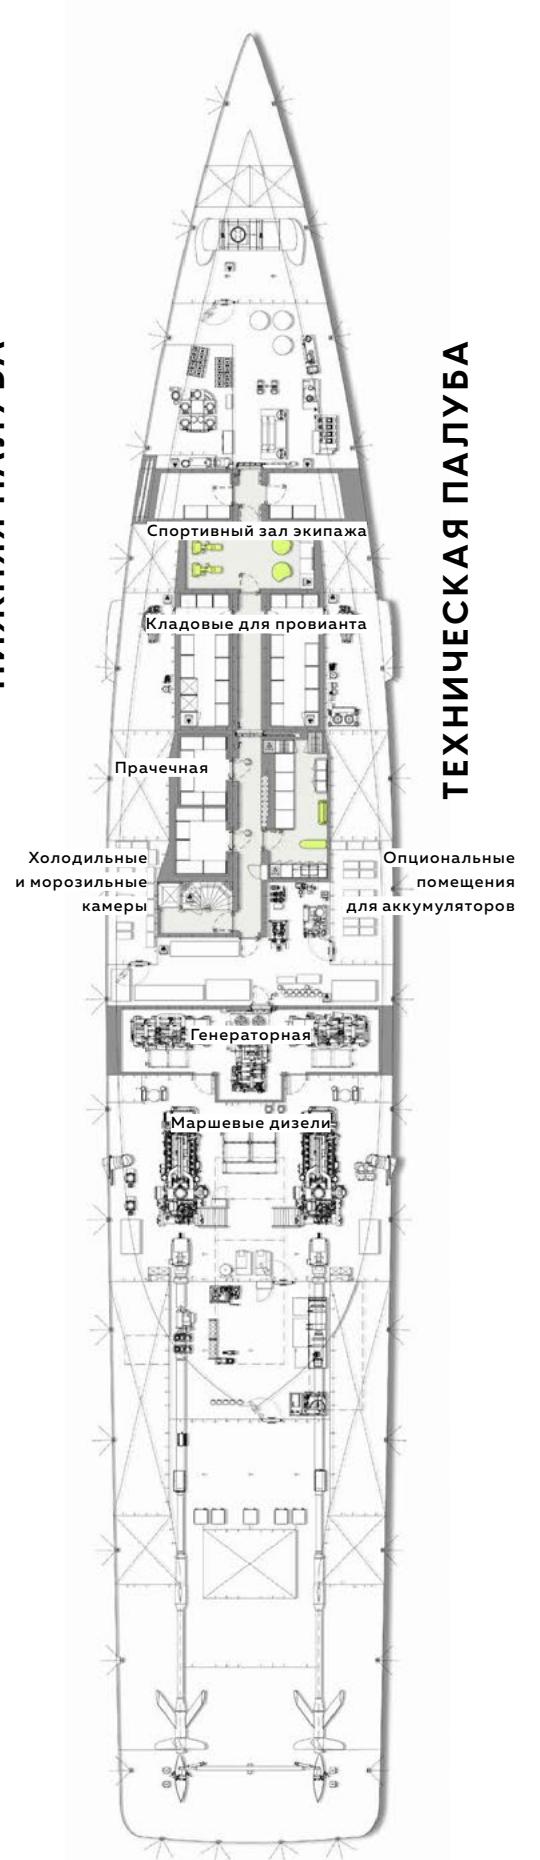 ТЕХНИЧЕСКАЯ ПАЛУБА
Спортивный зал экипажа
Кладовые для провианта
Прачечная
Холодильные
и морозильные
камеры
Опциональные
помещения
для аккумуляторов
Генераторная
Маршевые дизели